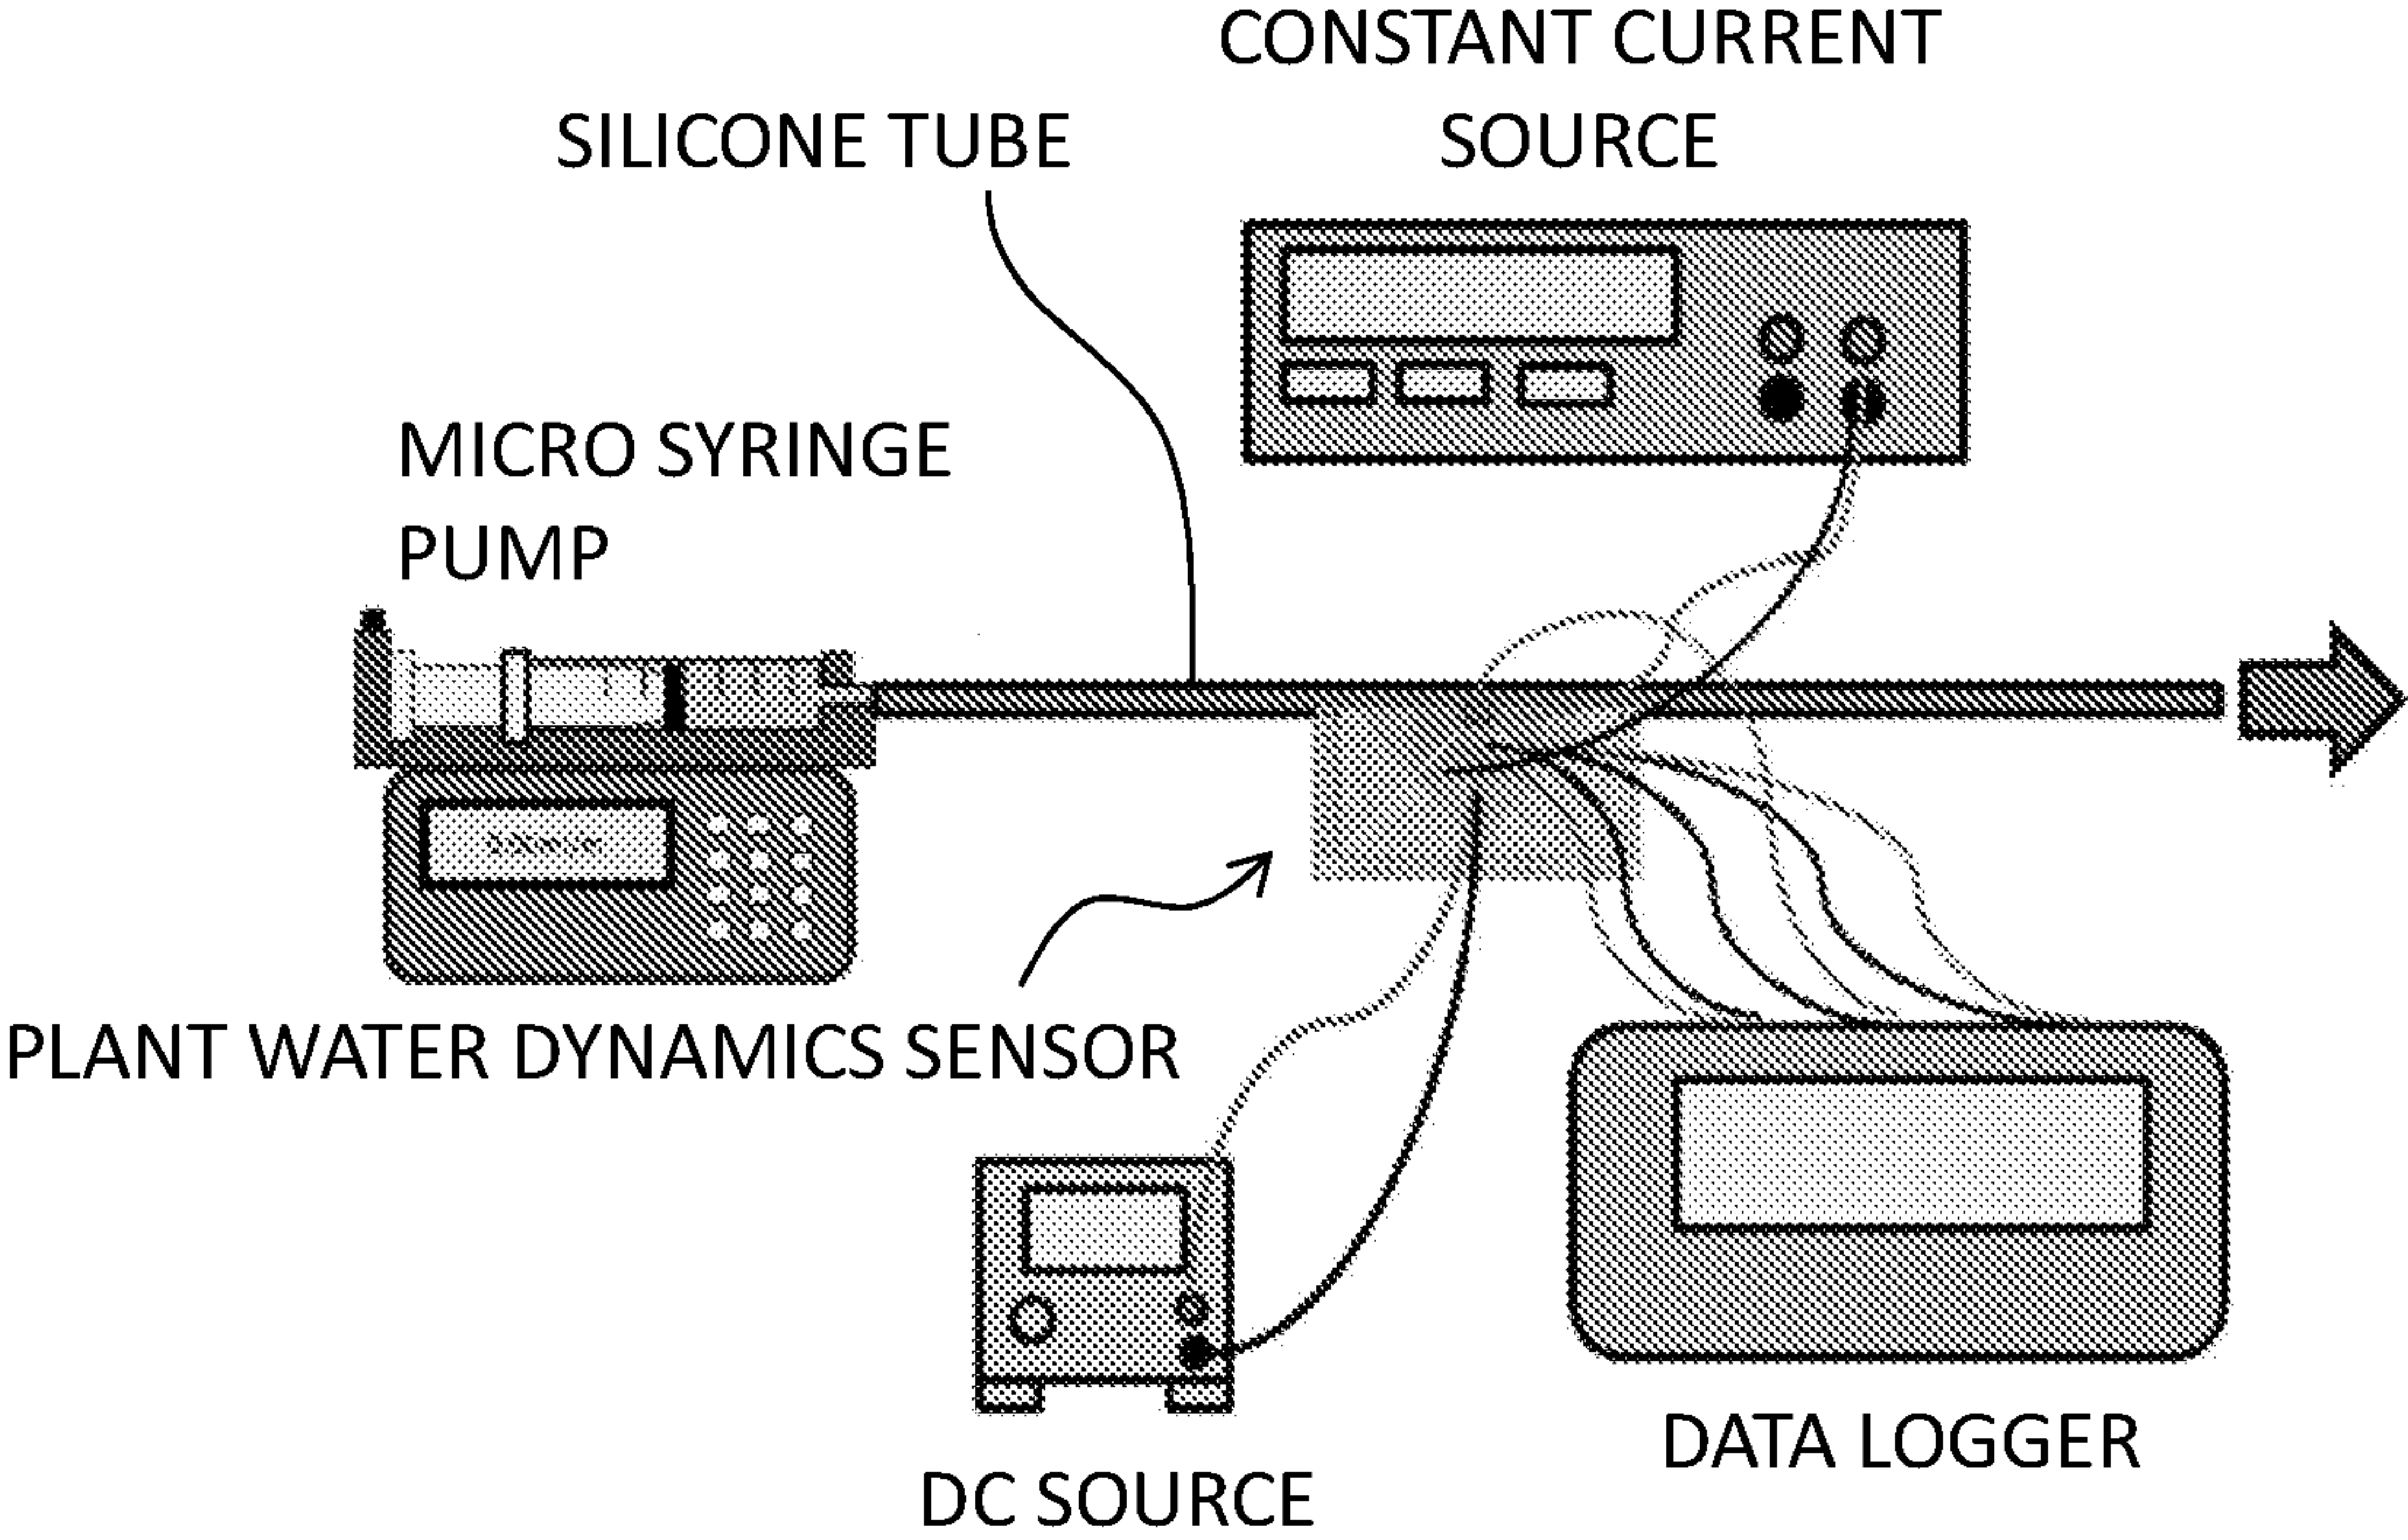 CONSTANT CURRENT
SOURCE
SILICONE TUBE
MICRO SYRINGE
PUMP
PLANT WATER DYNAMICS SENSOR
DATA LOGGER
DC SOURCE